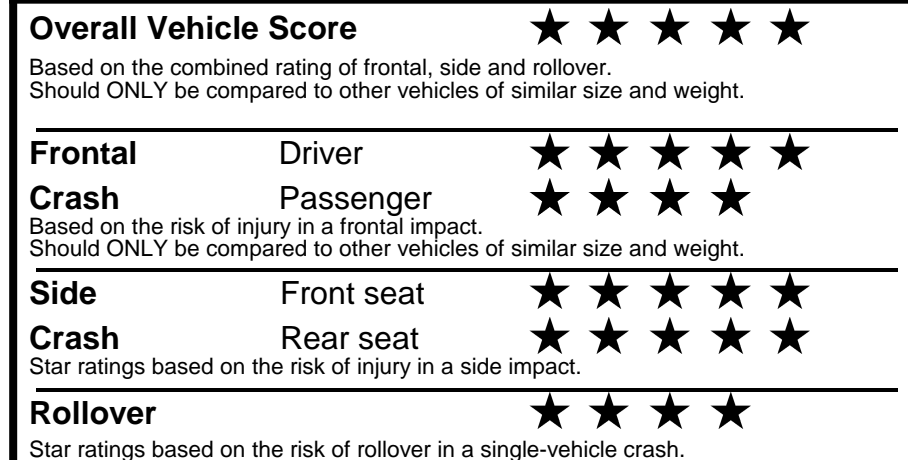 Overall Vehicle Score ★ ★ ★ ★ ★
Based on the combined rating of frontal, side and rollover.
Should ONLY be compared to other vehicles of similar size and weight.
Frontal Driver ★ ★ ★ ★ ★
Crash Passenger ★ ★ ★ ★
Based on the risk of injury in a frontal impact.
Should ONLY be compared to other vehicles of similar size and weight.
Side Front seat ★ ★ ★ ★ ★
Crash Rear seat ★ ★ ★ ★ ★
Star ratings based on the risk of injury in a side impact.
Rollover ★ ★ ★ ★
Star ratings based on the risk of rollover in a single-vehicle crash.